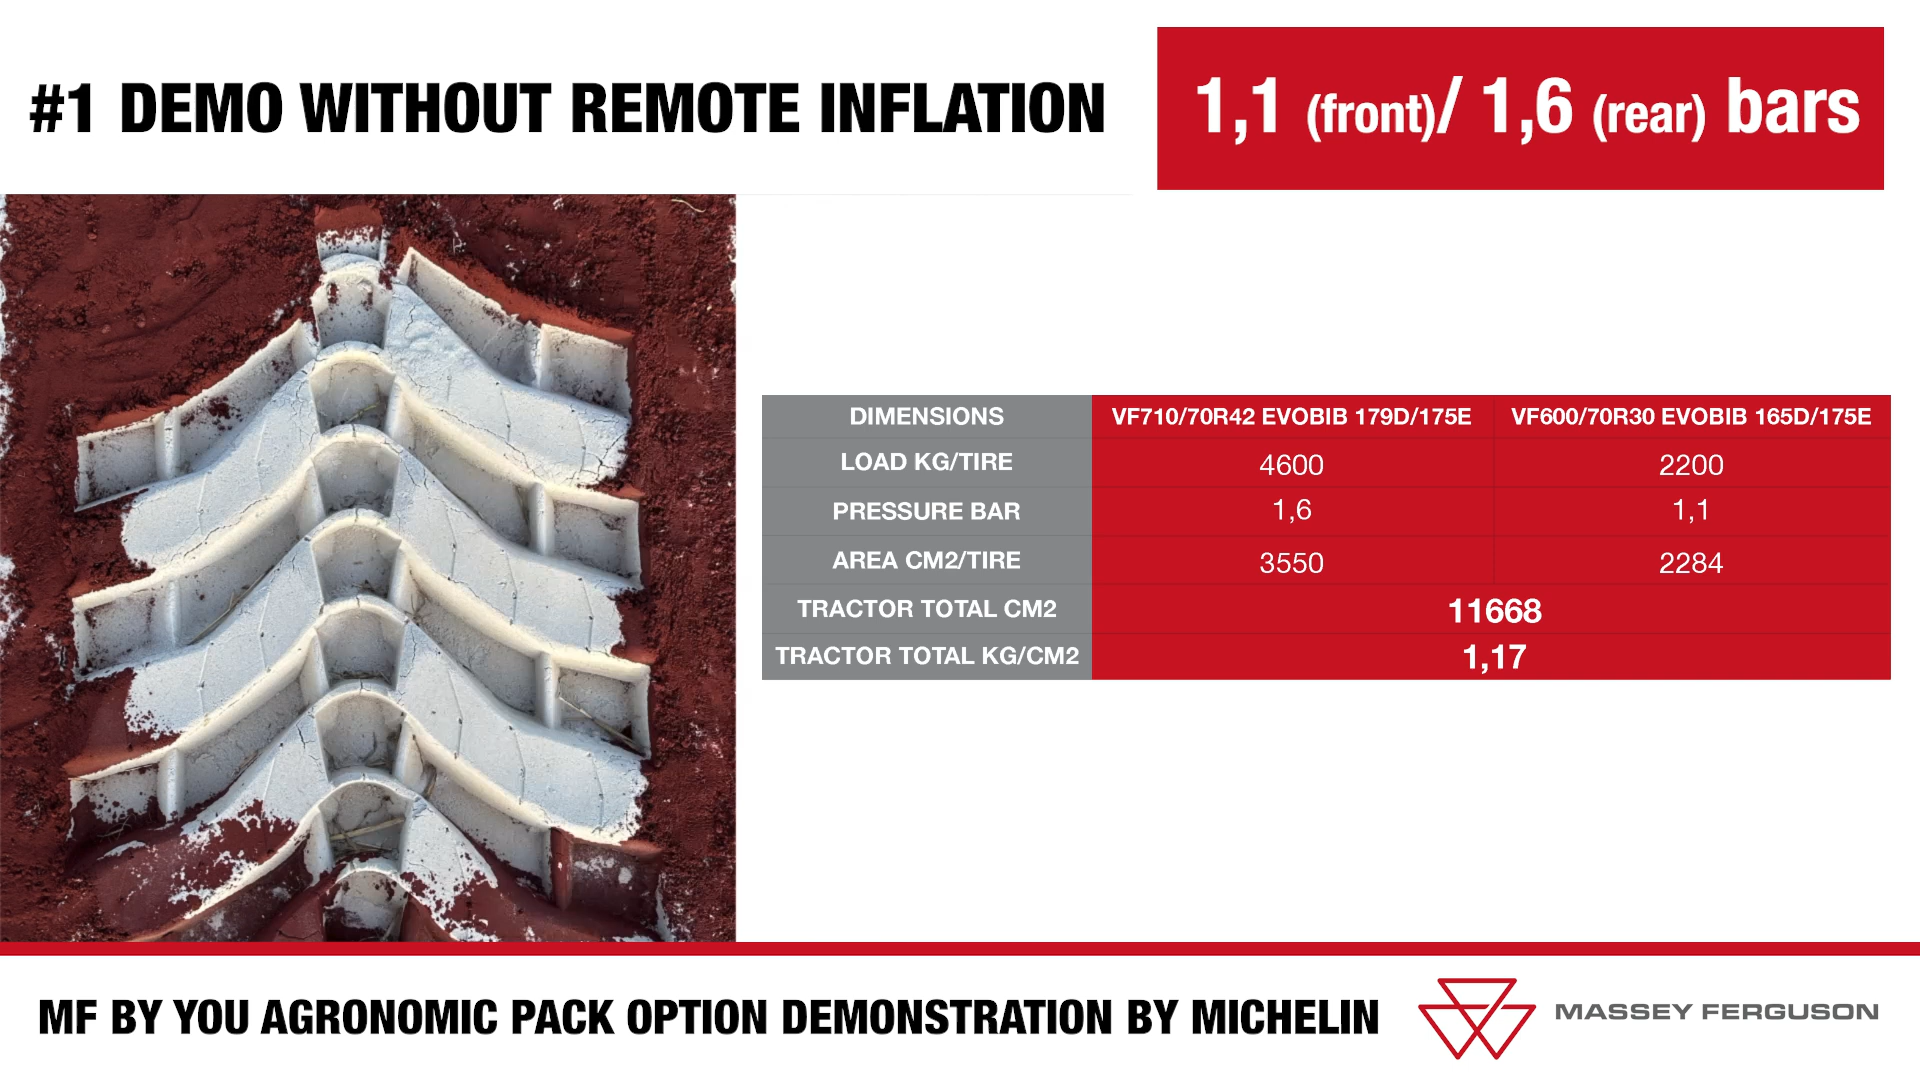 #1 DEMO WITHOUT REMOTE INFLATION
1,1 (front)/ 1,6 (rear) bars
DIMENSIONS VF710/70R42 EVOBIB 179D/175E VF600/70R30 EVOBIB 165D/175E
LOAD KG/TIRE 4600 2200
PRESSURE BAR 1,6 1,1
AREA CM2/TIRE 3550 2284
TRACTOR TOTAL CM2 11668
TRACTOR TOTAL KG/CM2 1,17
MF BY YOU AGRONOMIC PACK OPTION DEMONSTRATION BY MICHELIN
MASSEY FERGUSON